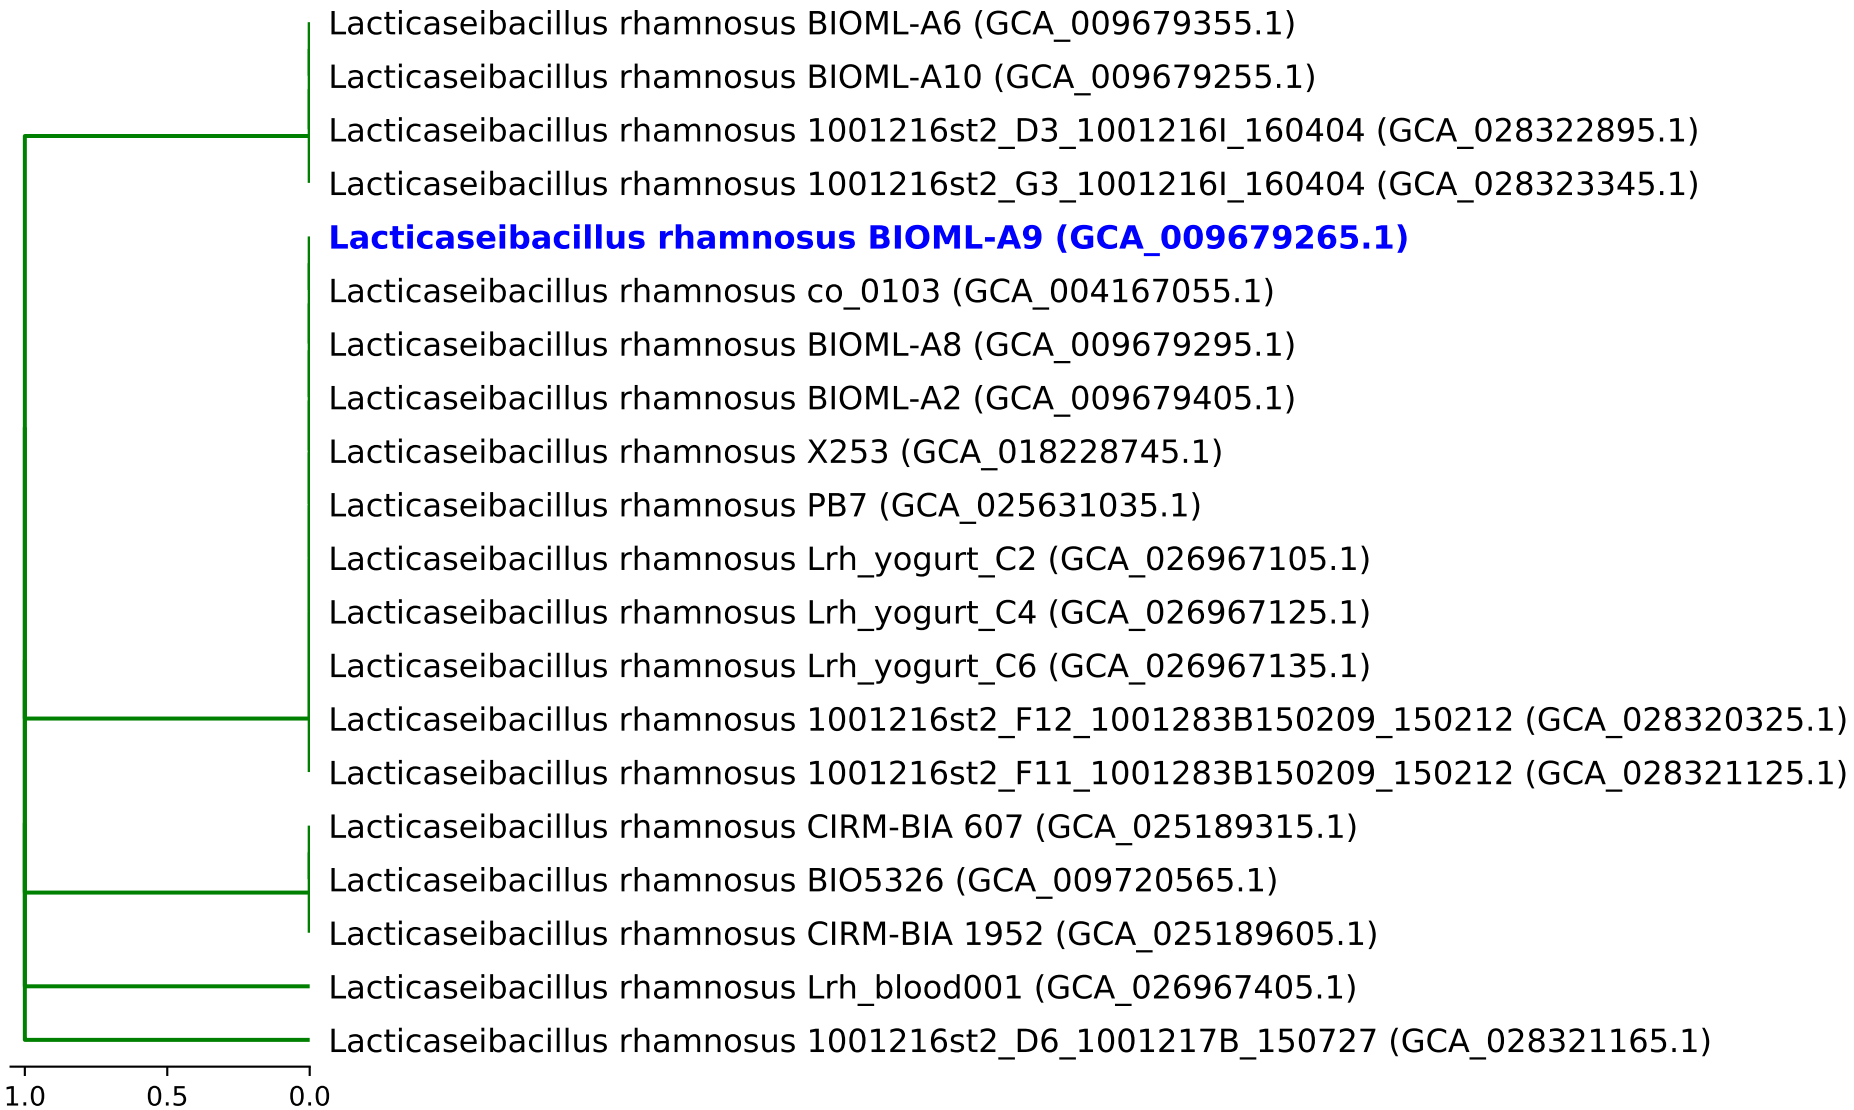 Lacticaseibacillus rhamnosus BIOML-A6 (GCA_009679355.1)
Lacticaseibacillus rhamnosus BIOML-A10 (GCA_009679255.1)
Lacticaseibacillus rhamnosus 1001216st2_D3_1001216I_160404 (GCA_028322895.1)
Lacticaseibacillus rhamnosus 1001216st2_G3_1001216I_160404 (GCA_028323345.1)
Lacticaseibacillus rhamnosus BIOML-A9 (GCA_009679265.1)
Lacticaseibacillus rhamnosus co_0103 (GCA_004167055.1)
Lacticaseibacillus rhamnosus BIOML-A8 (GCA_009679295.1)
Lacticaseibacillus rhamnosus BIOML-A2 (GCA_009679405.1)
Lacticaseibacillus rhamnosus X253 (GCA_018228745.1)
Lacticaseibacillus rhamnosus PB7 (GCA_025631035.1)
Lacticaseibacillus rhamnosus Lrh_yogurt_C2 (GCA_026967105.1)
Lacticaseibacillus rhamnosus Lrh_yogurt_C4 (GCA_026967125.1)
Lacticaseibacillus rhamnosus Lrh_yogurt_C6 (GCA_026967135.1)
Lacticaseibacillus rhamnosus 1001216st2_F12_1001283B150209_150212 (GCA_028320325.1)
Lacticaseibacillus rhamnosus 1001216st2_F11_1001283B150209_150212 (GCA_028321125.1)
Lacticaseibacillus rhamnosus CIRM-BIA 607 (GCA_025189315.1)
Lacticaseibacillus rhamnosus BIO5326 (GCA_009720565.1)
Lacticaseibacillus rhamnosus CIRM-BIA 1952 (GCA_025189605.1)
Lacticaseibacillus rhamnosus Lrh_blood001 (GCA_026967405.1)
Lacticaseibacillus rhamnosus 1001216st2_D6_1001217B_150727 (GCA_028321165.1)
1.0 0.5 0.0